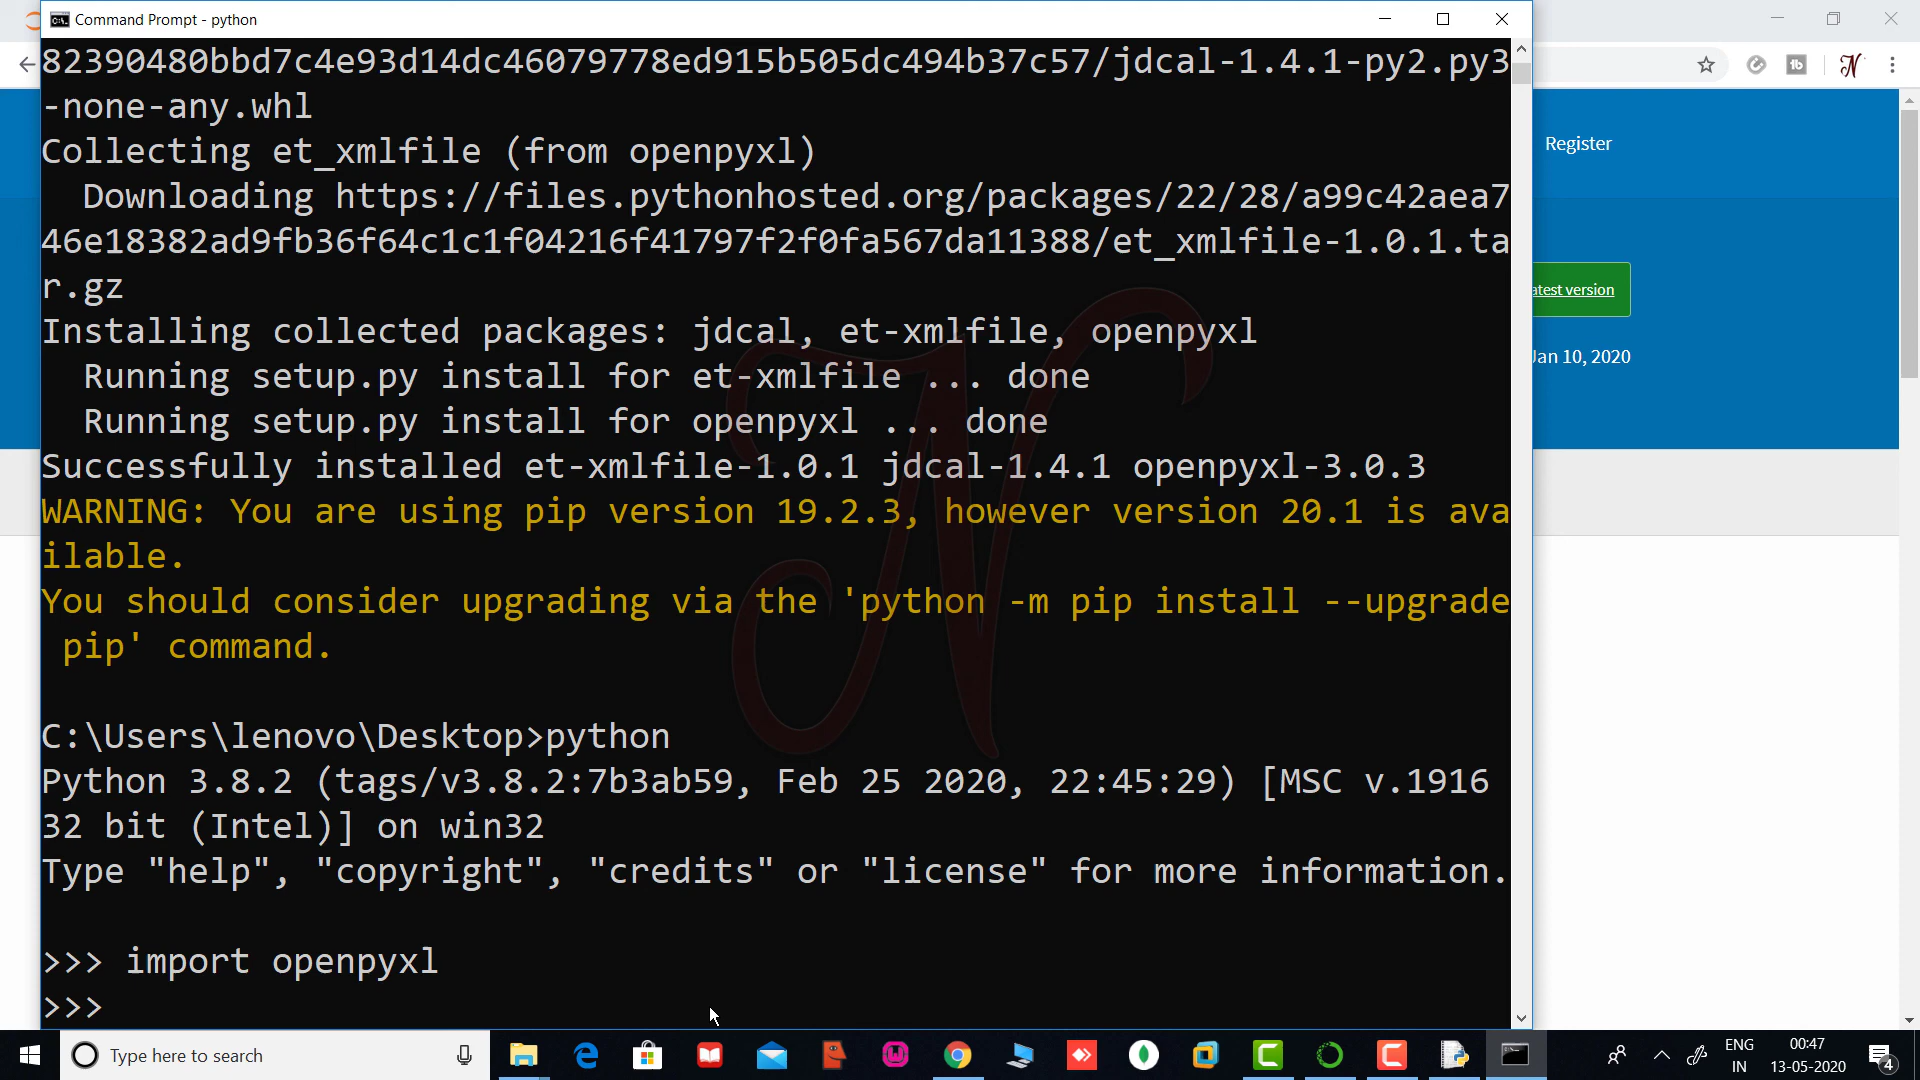 Command Prompt - python
82390480bbd7c4e93d14dc46079778ed915b505dc494b37c57/jdcal-1.4.1-py2.py3
-none-any.whl
Collecting et_xmlfile (from openpyxl)
  Downloading https://files.pythonhosted.org/packages/22/28/a99c42aea7
46e18382ad9fb36f64c1c1f04216f41797f2f0fa567da11388/et_xmlfile-1.0.1.ta
r.gz
Installing collected packages: jdcal, et-xmlfile, openpyxl
  Running setup.py install for et-xmlfile ... done
  Running setup.py install for openpyxl ... done
Successfully installed et-xmlfile-1.0.1 jdcal-1.4.1 openpyxl-3.0.3
WARNING: You are using pip version 19.2.3, however version 20.1 is ava
ilable.
You should consider upgrading via the 'python -m pip install --upgrade
 pip' command.
C:\Users\lenovo\Desktop>python
Python 3.8.2 (tags/v3.8.2:7b3ab59, Feb 25 2020, 22:45:29) [MSC v.1916
32 bit (Intel)] on win32
Type "help", "copyright", "credits" or "license" for more information.
>>> import openpyxl
>>>
Register
atest version
Jan 10, 2020
N
Type here to search
ENG
IN
00:47
13-05-2020
4